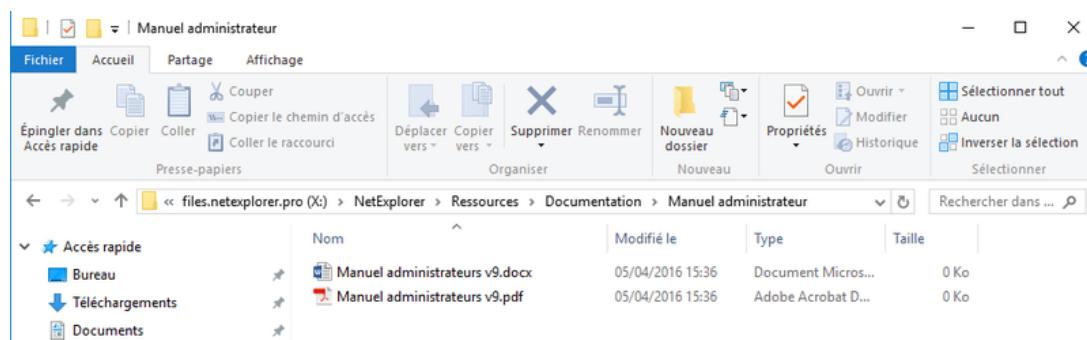 Manuel administrateur
Fichier Accueil Partage Affichage
Épingler dans Accès rapide
Copier
Coller
Couper
Copier le chemin d'accès
Coller le raccourci
Déplacer vers
Copier vers
Supprimer
Renommer
Nouveau dossier
Propriétés
Ouvrir
Modifier
Historique
Sélectionner tout
Aucun
Inverser la sélection
Presse-papiers Organiser Nouveau Ouvrir Sélectionner
« files.netexplorer.pro (X:) > NetExplorer > Ressources > Documentation > Manuel administrateur
Rechercher dans ...
Accès rapide
Bureau
Téléchargements
Documents
Nom Modifié le Type Taille
Manuel administrateurs v9.docx 05/04/2016 15:36 Document Micros... 0 Ko
Manuel administrateurs v9.pdf 05/04/2016 15:36 Adobe Acrobat D... 0 Ko